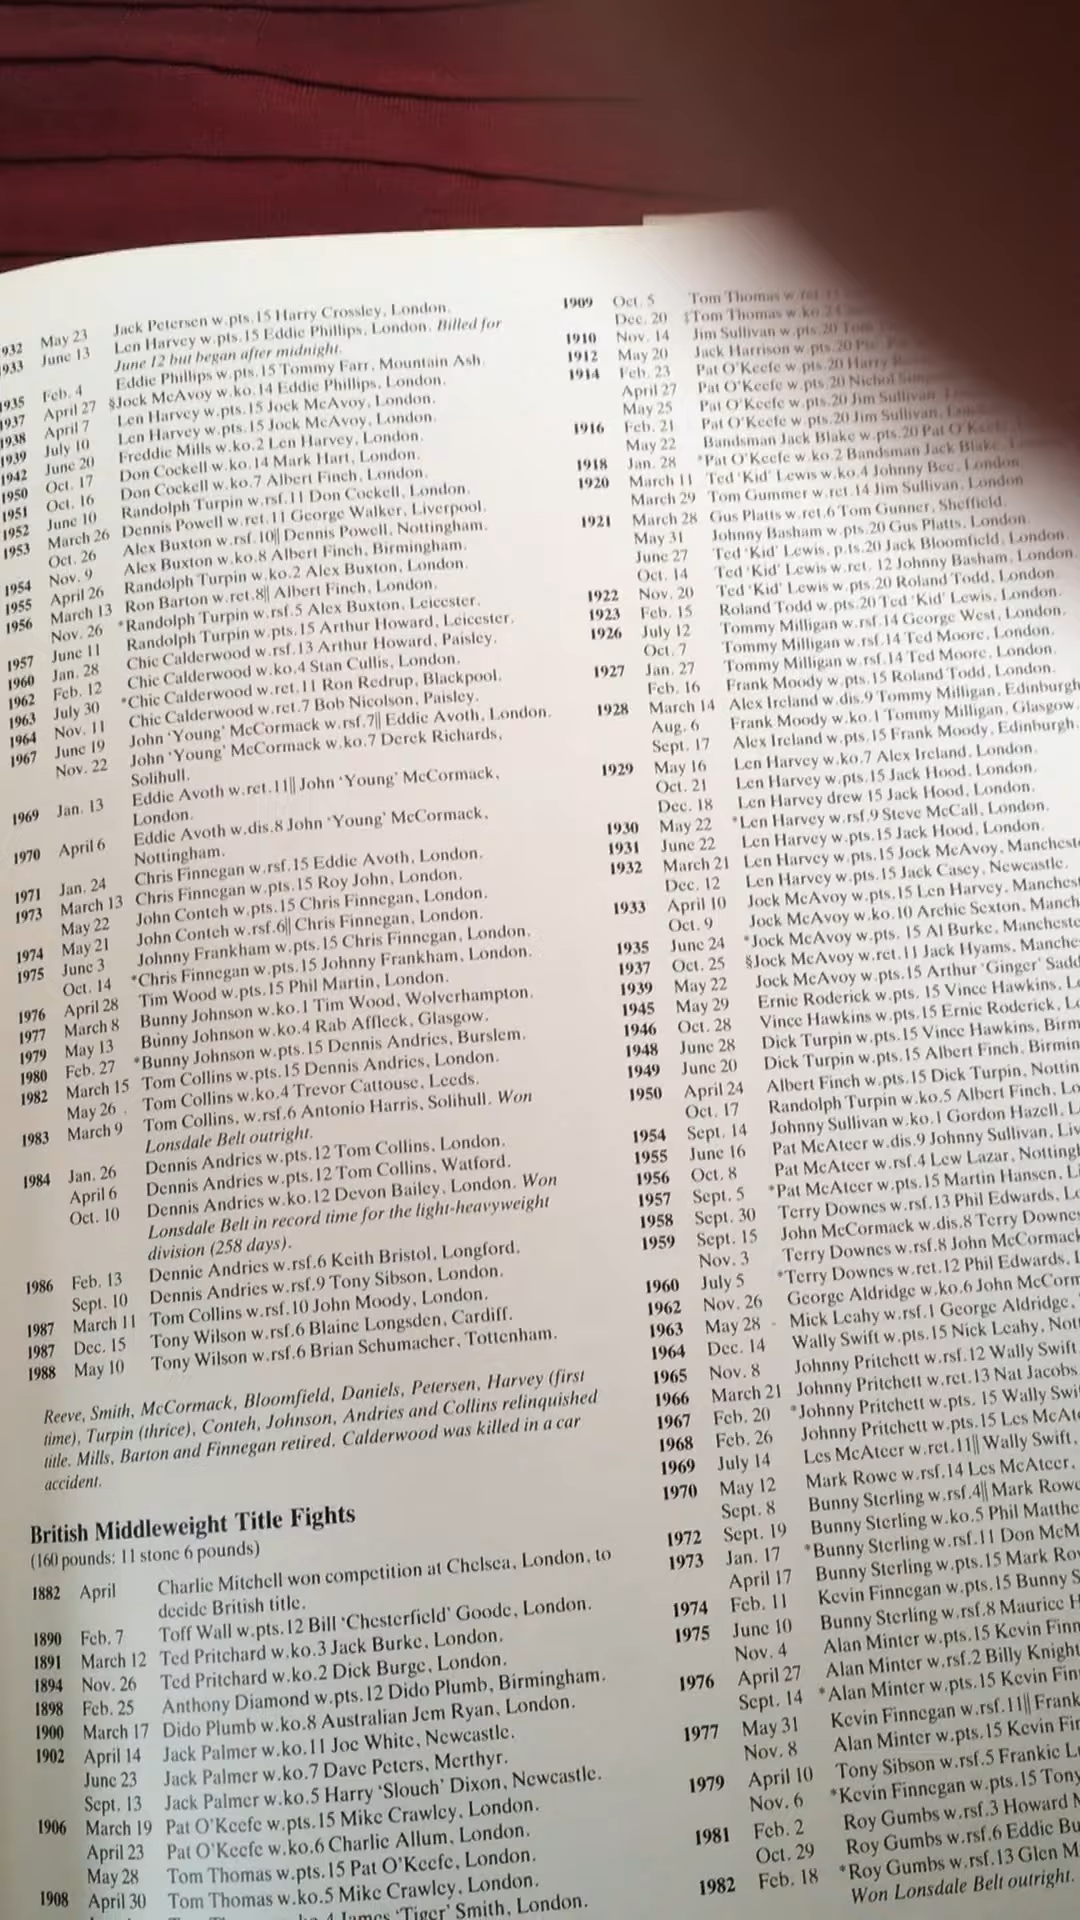 932 May 23 Jack Petersen w.pts.15 Harry Crossley, London.
933 June 13 Len Harvey w.pts.15 Eddie Phillips, London. Billed for
June 12 but began after midnight.
935 Feb. 4 Eddie Phillips w.pts.15 Tommy Farr, Mountain Ash.
937 April 27 §Jock McAvoy w.ko.14 Eddie Phillips, London.
1938 April 7 Len Harvey w.pts.15 Jock McAvoy, London.
1939 July 10 Len Harvey w.pts.15 Jock McAvoy, London.
1942 June 20 Freddie Mills w.ko.2 Len Harvey, London.
1950 Oct. 17 Don Cockell w.ko.14 Mark Hart, London.
1951 Oct. 16 Don Cockell w.ko.7 Albert Finch, London.
1952 June 10 Randolph Turpin w.rsf.11 Don Cockell, London.
1953 March 26 Dennis Powell w.ret.11 George Walker, Liverpool.
Oct. 26 Alex Buxton w.rsf.10|| Dennis Powell, Nottingham.
1954 Nov. 9 Alex Buxton w.ko.8 Albert Finch, Birmingham.
1955 April 26 Randolph Turpin w.ko.2 Alex Buxton, London.
1956 March 13 Ron Barton w.ret.8|| Albert Finch, London.
Nov. 26 *Randolph Turpin w.rsf.5 Alex Buxton, Leicester.
1957 June 11 Randolph Turpin w.pts.15 Arthur Howard, Leicester.
1960 Jan. 28 Chic Calderwood w.rsf.13 Arthur Howard, Paisley.
1962 Feb. 12 Chic Calderwood w.ko.4 Stan Cullis, London.
1963 July 30 *Chic Calderwood w.ret.11 Ron Redrup, Blackpool.
1964 Nov. 11 Chic Calderwood w.ret.7 Bob Nicolson, Paisley.
1967 June 19 John 'Young' McCormack w.rsf.7|| Eddie Avoth, London.
Nov. 22 John 'Young' McCormack w.ko.7 Derek Richards,
Solihull.
1969 Jan. 13 Eddie Avoth w.ret.11|| John 'Young' McCormack,
London.
1970 April 6 Eddie Avoth w.dis.8 John 'Young' McCormack,
Nottingham.
1971 Jan. 24 Chris Finnegan w.rsf.15 Eddie Avoth, London.
1973 March 13 Chris Finnegan w.pts.15 Roy John, London.
May 22 John Conteh w.pts.15 Chris Finnegan, London.
1974 May 21 John Conteh w.rsf.6|| Chris Finnegan, London.
1975 June 3 Johnny Frankham w.pts.15 Chris Finnegan, London.
Oct. 14 *Chris Finnegan w.pts.15 Johnny Frankham, London.
1976 April 28 Tim Wood w.pts.15 Phil Martin, London.
1977 March 8 Bunny Johnson w.ko.1 Tim Wood, Wolverhampton.
1979 May 13 Bunny Johnson w.ko.4 Rab Affleck, Glasgow.
1980 Feb. 27 *Bunny Johnson w.pts.15 Dennis Andries, Burslem.
1982 March 15 Tom Collins w.pts.15 Dennis Andries, London.
May 26 Tom Collins w.ko.4 Trevor Cattouse, Leeds.
1983 March 9 Tom Collins, w.rsf.6 Antonio Harris, Solihull. Won
Lonsdale Belt outright.
1984 Jan. 26 Dennis Andries w.pts.12 Tom Collins, London.
April 6 Dennis Andries w.pts.12 Tom Collins, Watford.
Oct. 10 Dennis Andries w.ko.12 Devon Bailey, London. Won
Lonsdale Belt in record time for the light-heavyweight
division (258 days).
1986 Feb. 13 Dennie Andries w.rsf.6 Keith Bristol, Longford.
Sept. 10 Dennis Andries w.rsf.9 Tony Sibson, London.
1987 March 11 Tom Collins w.rsf.10 John Moody, London.
1987 Dec. 15 Tony Wilson w.rsf.6 Blaine Longsden, Cardiff.
1988 May 10 Tony Wilson w.rsf.6 Brian Schumacher, Tottenham.
Reeve, Smith, McCormack, Bloomfield, Daniels, Petersen, Harvey (first
time), Turpin (thrice), Conteh, Johnson, Andries and Collins relinquished
title. Mills, Barton and Finnegan retired. Calderwood was killed in a car
accident.
British Middleweight Title Fights
(160 pounds: 11 stone 6 pounds)
1882 April Charlie Mitchell won competition at Chelsea, London, to
decide British title.
1890 Feb. 7 Toff Wall w.pts.12 Bill 'Chesterfield' Goode, London.
1891 March 12 Ted Pritchard w.ko.3 Jack Burke, London.
1894 Nov. 26 Ted Pritchard w.ko.2 Dick Burge, London.
1898 Feb. 25 Anthony Diamond w.pts.12 Dido Plumb, Birmingham.
1900 March 17 Dido Plumb w.ko.8 Australian Jem Ryan, London.
1902 April 14 Jack Palmer w.ko.11 Joe White, Newcastle.
June 23 Jack Palmer w.ko.7 Dave Peters, Merthyr.
Sept. 13 Jack Palmer w.ko.5 Harry 'Slouch' Dixon, Newcastle.
1906 March 19 Pat O'Keefe w.pts.15 Mike Crawley, London.
April 23 Pat O'Keefe w.ko.6 Charlie Allum, London.
May 28 Tom Thomas w.pts.15 Pat O'Keefe, London.
1908 April 30 Tom Thomas w.ko.5 Mike Crawley, London.
4 James 'Tiger' Smith, London.
1909 Oct. 5 Tom Thomas w.ret.
Dec. 20 ‡Tom Thomas w.ko.2
1910 Nov. 14 Jim Sullivan w.pts.20 Tom
1912 May 20 Jack Harrison w.pts.20
1914 Feb. 23 Pat O'Keefe w.pts.20 Harry
April 27 Pat O'Keefe w.pts.20 Nichol
May 25 Pat O'Keefe w.pts.20 Jim Sullivan,
1916 Feb. 21 Pat O'Keefe w.pts.20 Jim Sullivan,
May 22 Bandsman Jack Blake w.pts.20 Pat O'Keefe,
1918 Jan. 28 *Pat O'Keefe w.ko.2 Bandsman Jack Blake,
1920 March 11 Ted 'Kid' Lewis w.ko.4 Johnny Bee, London
March 29 Tom Gummer w.ret.14 Jim Sullivan, London
1921 March 28 Gus Platts w.ret.6 Tom Gunner, Sheffield.
May 31 Johnny Basham w.pts.20 Gus Platts, London.
June 27 Ted 'Kid' Lewis, p.ts.20 Jack Bloomfield, London.
Oct. 14 Ted 'Kid' Lewis w.ret. 12 Johnny Basham, London.
1922 Nov. 20 Ted 'Kid' Lewis w.pts.20 Roland Todd, London.
1923 Feb. 15 Roland Todd w.pts.20 Ted 'Kid' Lewis, London.
1926 July 12 Tommy Milligan w.rsf.14 George West, London.
Oct. 7 Tommy Milligan w.rsf.14 Ted Moore, London.
1927 Jan. 27 Tommy Milligan w.rsf.14 Ted Moore, London.
Feb. 16 Frank Moody w.pts.15 Roland Todd, London.
1928 March 14 Alex Ireland w.dis.9 Tommy Milligan, Edinburgh
Aug. 6 Frank Moody w.ko.1 Tommy Milligan, Glasgow.
Sept. 17 Alex Ireland w.pts.15 Frank Moody, Edinburgh.
1929 May 16 Len Harvey w.ko.7 Alex Ireland, London.
Oct. 21 Len Harvey w.pts.15 Jack Hood, London.
Dec. 18 Len Harvey drew 15 Jack Hood, London.
1930 May 22 *Len Harvey w.rsf.9 Steve McCall, London.
1931 June 22 Len Harvey w.pts.15 Jack Hood, London.
1932 March 21 Len Harvey w.pts.15 Jock McAvoy, Manchest
Dec. 12 Len Harvey w.pts.15 Jack Casey, Newcastle.
1933 April 10 Jock McAvoy w.pts.15 Len Harvey, Manchest
Oct. 9 Jock McAvoy w.ko.10 Archie Sexton, Manch
1935 June 24 *Jock McAvoy w.pts. 15 Al Burke, Mancheste
1937 Oct. 25 §Jock McAvoy w.ret.11 Jack Hyams, Manche
1939 May 22 Jock McAvoy w.pts.15 Arthur 'Ginger' Sadd
1945 May 29 Ernie Roderick w.pts. 15 Vince Hawkins, L
1946 Oct. 28 Vince Hawkins w.pts.15 Ernie Roderick, L
1948 June 28 Dick Turpin w.pts.15 Vince Hawkins, Birm
1949 June 20 Dick Turpin w.pts.15 Albert Finch, Birmin
1950 April 24 Albert Finch w.pts.15 Dick Turpin, Nottin
Oct. 17 Randolph Turpin w.ko.5 Albert Finch, Lo
1954 Sept. 14 Johnny Sullivan w.ko.1 Gordon Hazell, L
1955 June 16 Pat McAteer w.dis.9 Johnny Sullivan, Liv
1956 Oct. 8 Pat McAteer w.rsf.4 Lew Lazar, Notting
1957 Sept. 5 *Pat McAteer w.pts.15 Martin Hansen, Li
1958 Sept. 30 Terry Downes w.rsf.13 Phil Edwards, Lo
1959 Sept. 15 John McCormack w.dis.8 Terry Downe
Nov. 3 Terry Downes w.rsf.8 John McCormack
1960 July 5 *Terry Downes w.ret.12 Phil Edwards, L
1962 Nov. 26 George Aldridge w.ko.6 John McCorm
1963 May 28 Mick Leahy w.rsf.1 George Aldridge,
1964 Dec. 14 Wally Swift w.pts.15 Nick Leahy, Nott
1965 Nov. 8 Johnny Pritchett w.rsf.12 Wally Swift
1966 March 21 Johnny Pritchett w.ret.13 Nat Jacobs
1967 Feb. 20 *Johnny Pritchett w.pts. 15 Wally Swi
1968 Feb. 26 Johnny Pritchett w.pts.15 Les McAte
1969 July 14 Les McAteer w.ret.11|| Wally Swift,
1970 May 12 Mark Rowe w.rsf.14 Les McAteer,
Sept. 8 Bunny Sterling w.rsf.4|| Mark Rowe
1972 Sept. 19 Bunny Sterling w.ko.5 Phil Matthe
1973 Jan. 17 *Bunny Sterling w.rsf.11 Don McM
April 17 Bunny Sterling w.pts.15 Mark Row
1974 Feb. 11 Kevin Finnegan w.pts.15 Bunny S
1975 June 10 Bunny Sterling w.rsf.8 Maurice H
Nov. 4 Alan Minter w.pts.15 Kevin Finn
1976 April 27 Alan Minter w.rsf.2 Billy Knight
Sept. 14 *Alan Minter w.pts.15 Kevin Fin
1977 May 31 Kevin Finnegan w.rsf.11|| Frank
Nov. 8 Alan Minter w.pts.15 Kevin Fi
1979 April 10 Tony Sibson w.rsf.5 Frankie L
Nov. 6 *Kevin Finnegan w.pts.15 Tony
1981 Feb. 2 Roy Gumbs w.rsf.3 Howard M
Oct. 29 Roy Gumbs w.rsf.6 Eddie Bu
1982 Feb. 18 *Roy Gumbs w.rsf.13 Glen M
Won Lonsdale Belt outright.